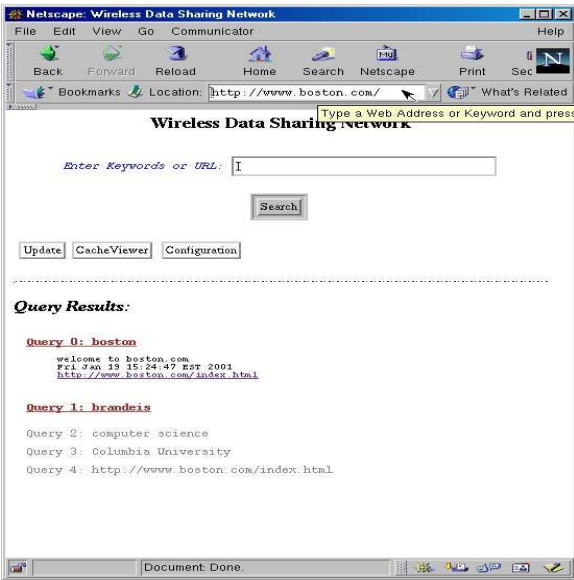 Netscape: Wireless Data Sharing Network
File Edit View Go Communicator Help
Back Forward Reload Home Search Netscape Print Sec N
Bookmarks Location: http://www.boston.com/ What's Related
Type a Web Address or Keyword and press
Wireless Data Sharing Network
Enter Keywords or URL:
Search
Update CacheViewer Configuration
Query Results:
Query 0: boston
welcome to boston.com
Fri Jan 19 15:24:47 EST 2001
http://www.boston.com/index.html
Query 1: brandeis
Query 2: computer science
Query 3: Columbia University
Query 4: http://www.boston.com/index.html
Document: Done.